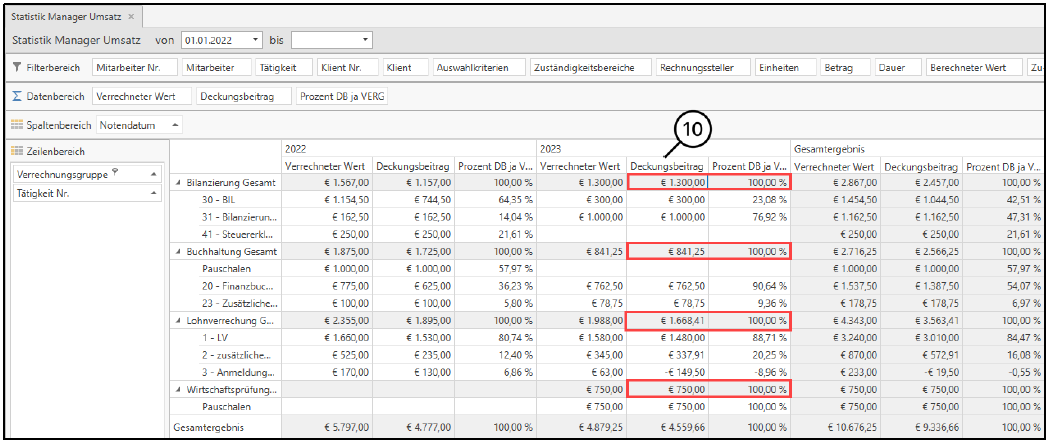 Statistik Manager Umsatz ×
Statistik Manager Umsatz von 01.01.2022 bis
Filterbereich Mitarbeiter Nr. Mitarbeiter Tätigkeit Klient Nr. Klient Auswahlkriterien Zuständigkeitsbereiche Rechnungssteller Einheiten Betrag Dauer Berechneter Wert Zu-
Datenbereich Verrechneter Wert Deckungsbeitrag Prozent DB ja VERG
Spaltenbereich Notendatum
10
Zeilenbereich 2022 2023 Gesamtergebnis
Verrechnungsgruppe Verrechneter Wert Deckungsbeitrag Prozent DB ja V... Verrechneter Wert Deckungsbeitrag Prozent DB ja V... Verrechneter Wert Deckungsbeitrag Prozent DB ja V...
Tätigkeit Nr.
Bilanzierung Gesamt € 1.567,00 € 1.157,00 100,00 % € 1.300,00 € 1.300,00 100,00 % € 2.867,00 € 2.457,00 100,00 %
30 - BIL € 1.154,50 € 744,50 64,35 % € 300,00 € 300,00 23,08 % € 1.454,50 € 1.044,50 42,51 %
31 - Bilanzierun... € 162,50 € 162,50 14,04 % € 1.000,00 € 1.000,00 76,92 % € 1.162,50 € 1.162,50 47,31 %
41 - Steuererkl... € 250,00 € 250,00 21,61 % € 250,00 € 250,00 21,61 %
Buchhaltung Gesamt € 1.875,00 € 1.725,00 100,00 % € 841,25 € 841,25 100,00 % € 2.716,25 € 2.566,25 100,00 %
Pauschalen € 1.000,00 € 1.000,00 57,97 % € 1.000,00 € 1.000,00 57,97 %
20 - Finanzbuc... € 775,00 € 625,00 36,23 % € 762,50 € 762,50 90,64 % € 1.537,50 € 1.387,50 54,07 %
23 - Zusätzliche... € 100,00 € 100,00 5,80 % € 78,75 € 78,75 9,36 % € 178,75 € 178,75 6,97 %
Lohnverrechung G... € 2.355,00 € 1.895,00 100,00 % € 1.988,00 € 1.668,41 100,00 % € 4.343,00 € 3.563,41 100,00 %
1 - LV € 1.660,00 € 1.530,00 80,74 % € 1.580,00 € 1.480,00 88,71 % € 3.240,00 € 3.010,00 84,47 %
2 - zusätzliche... € 525,00 € 235,00 12,40 % € 345,00 € 337,91 20,25 % € 870,00 € 572,91 16,08 %
3 - Anmeldung... € 170,00 € 130,00 6,86 % € 63,00 -€ 149,50 -8,96 % € 233,00 -€ 19,50 -0,55 %
Wirtschaftsprüfung... € 750,00 € 750,00 100,00 % € 750,00 € 750,00 100,00 %
Pauschalen € 750,00 € 750,00 100,00 % € 750,00 € 750,00 100,00 %
Gesamtergebnis € 5.797,00 € 4.777,00 100,00 % € 4.879,25 € 4.559,66 100,00 % € 10.676,25 € 9.336,66 100,00 %